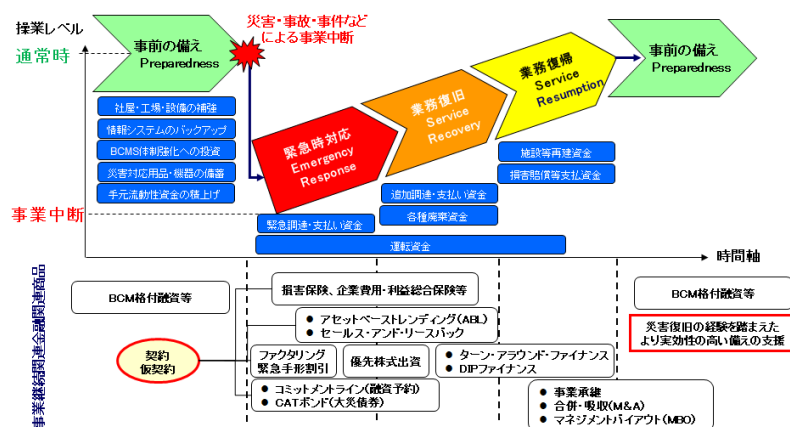 操業レベル
通常時
事前の備え
Preparedness
災害・事故・事件など
による事業中断
業務復帰
Service
Resumption
事前の備え
Preparedness
業務復旧
Service
Recovery
緊急時対応
Emergency
Response
社屋・工場・設備の補強
情報システムのバックアップ
BCMS体制強化への投資
災害対応用品・機器の備蓄
手元流動性資金の積上げ
施設等再建資金
損害賠償等支払資金
追加調達・支払い資金
各種廃棄資金
事業中断
緊急調達・支払い資金
運転資金
時間軸
事業継続関連金融関連商品
BCM格付融資等
損害保険、企業費用・利益総合保険等
BCM格付融資等
● アセットベーストレンディング(ABL)
● セールス・アンド・リースバック
災害復旧の経験を踏まえた
より実効性の高い備えの支援
契約
仮契約
ファクタリング
緊急手形割引
優先株式出資
● ターン・アラウンド・ファイナンス
● DIPファイナンス
● コミットメントライン(融資予約)
● CATボンド(大災債券)
● 事業承継
● 合併・吸収(M&A)
● マネジメントバイアウト(MBO)